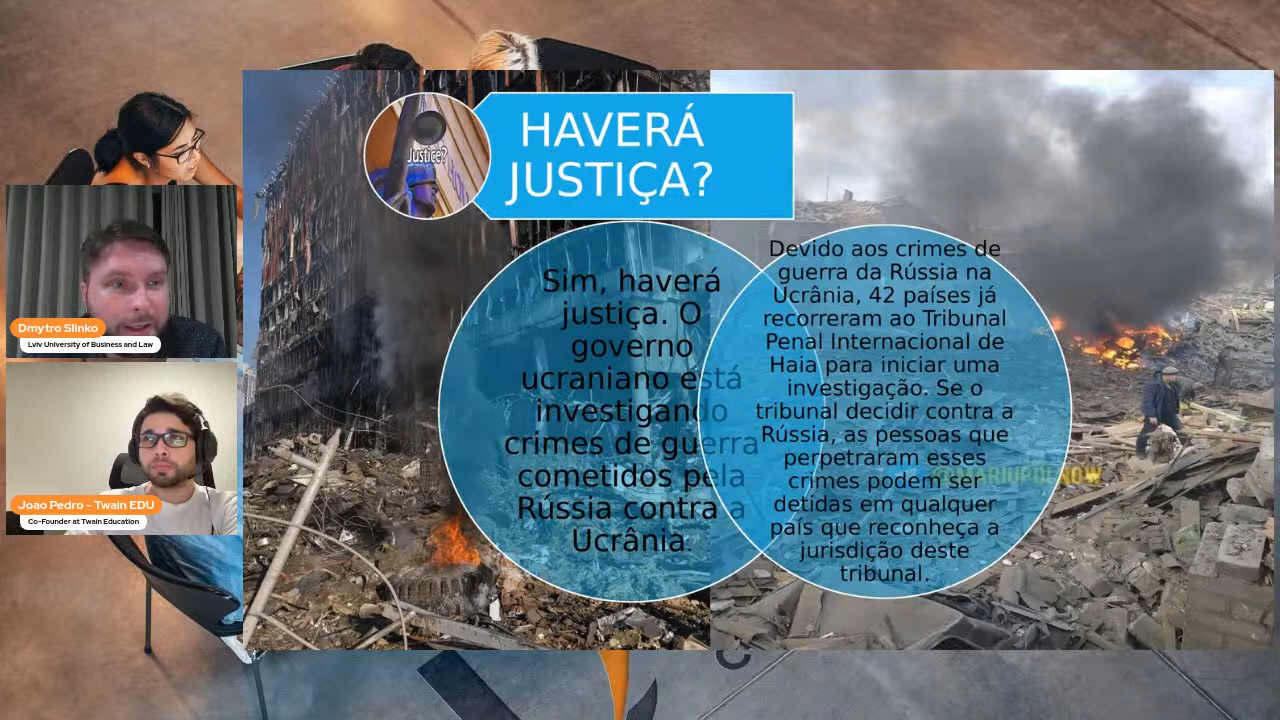 HAVERÁ
JUSTIÇA?
Justice?
Sim, haverá
justiça. O
governo
ucraniano está
investigando
crimes de guerra
cometidos pela
Rússia contra a
Ucrânia.
Devido aos crimes de
guerra da Rússia na
Ucrânia, 42 países já
recorreram ao Tribunal
Penal Internacional de
Haia para iniciar uma
investigação. Se o
tribunal decidir contra a
Rússia, as pessoas que
perpetraram esses
crimes podem ser
detidas em qualquer
país que reconheça a
jurisdição deste
tribunal.
Dmytro Slinko
Lviv University of Business and Law
Joao Pedro - Twain EDU
Co-Founder at Twain Education